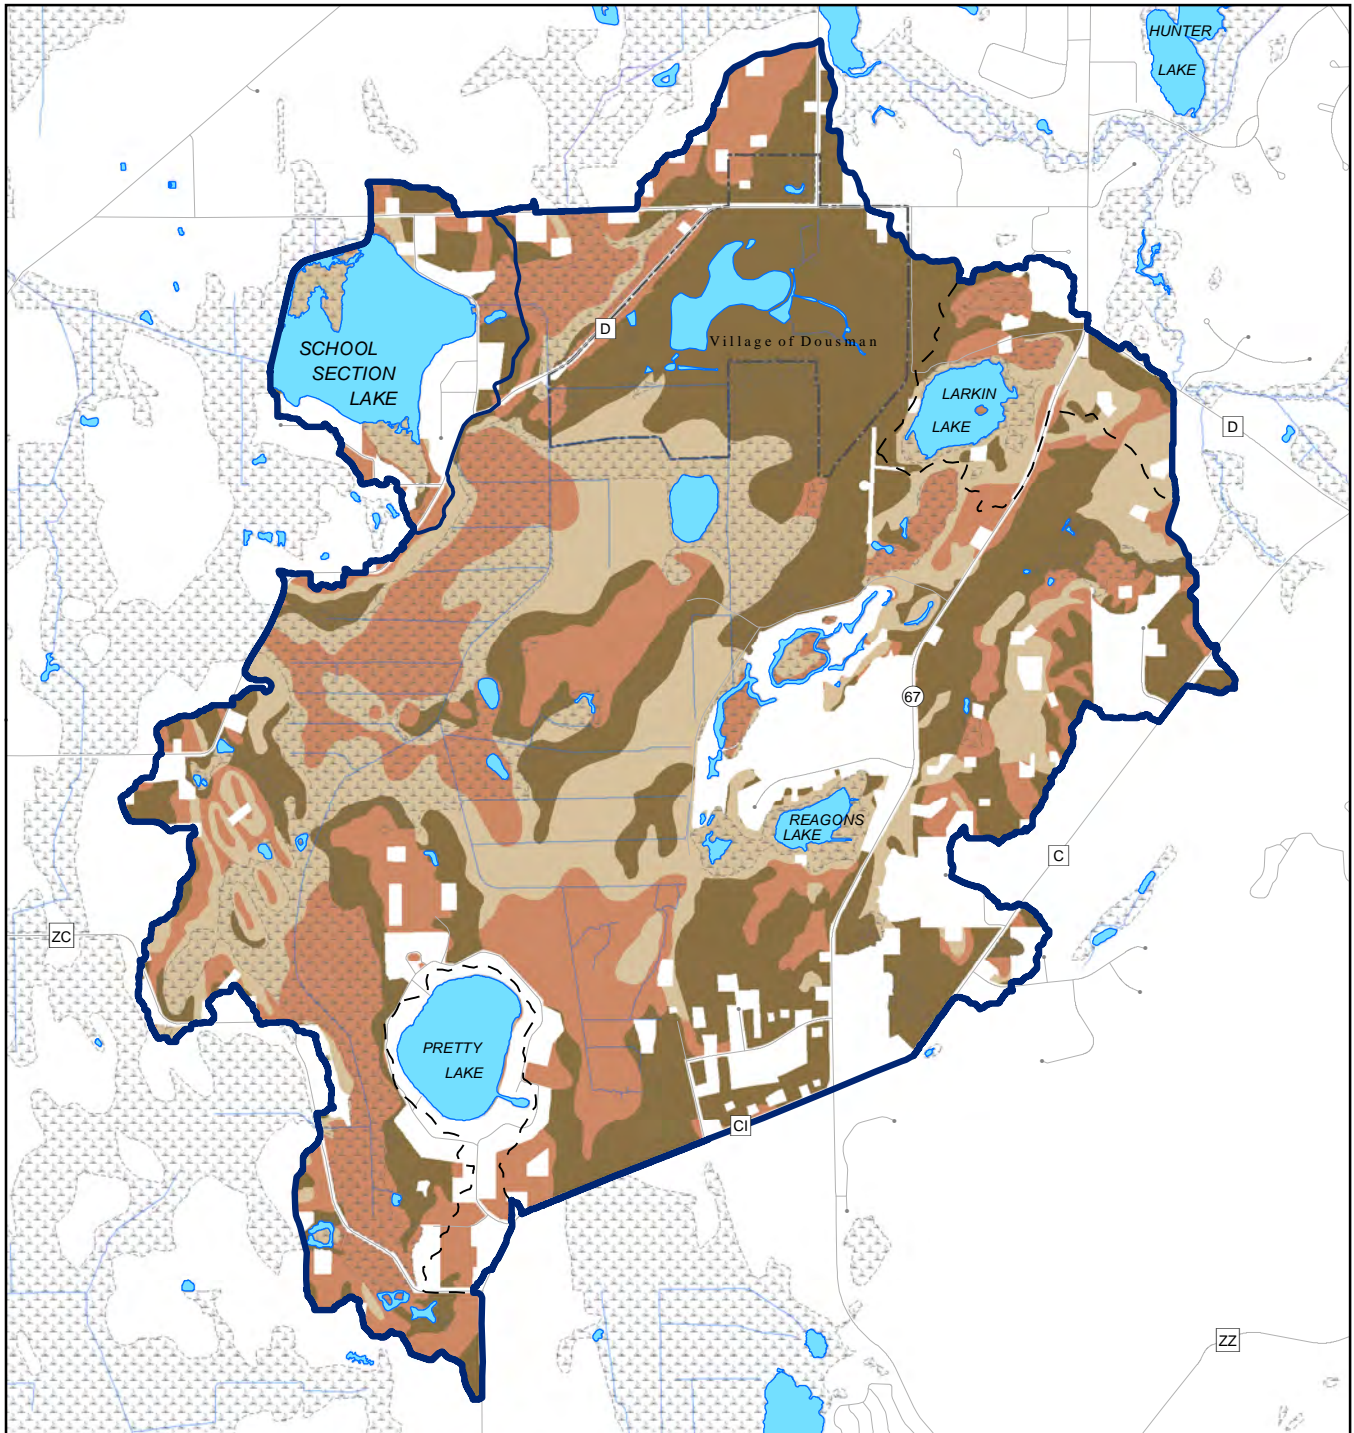 HUNTER
LAKE
SCHOOL
SECTION
LAKE
D
Village of Dousman
LARKIN
LAKE
D
67
REAGONS
LAKE
C
ZC
PRETTY
LAKE
CI
ZZ